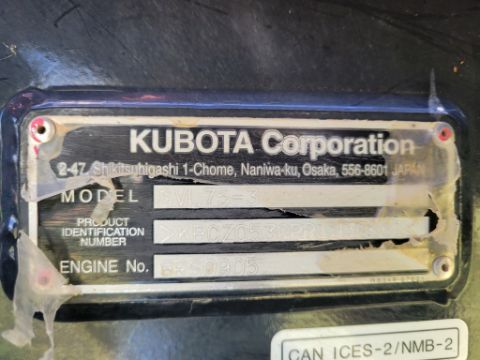 KUBOTA Corporation
2-47, Shikitsuhigashi 1-Chome, Naniwa-ku, Osaka, 556-8601 JAPAN
MODEL
PRODUCT
IDENTIFICATION
NUMBER
ENGINE No.
CAN ICES-2/NMB-2